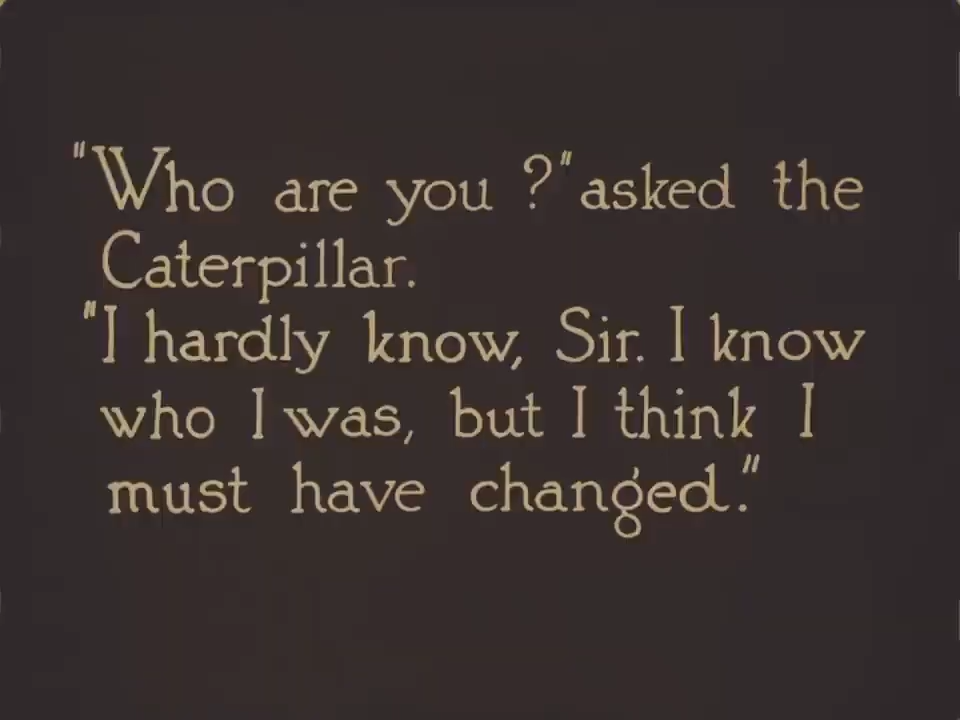 "Who are you ?" asked the
Caterpillar.
"I hardly know, Sir. I know
who I was, but I think I
must have changed."